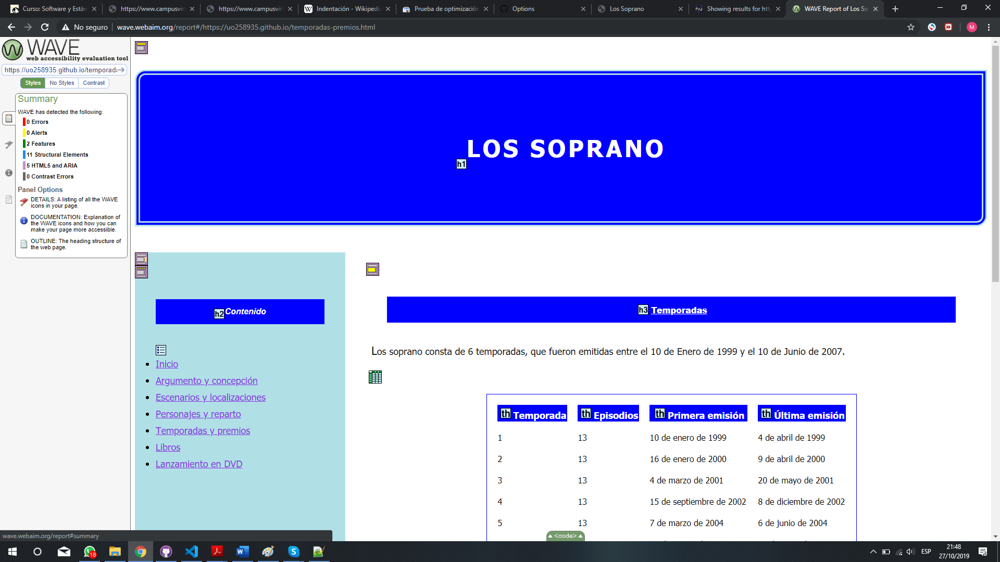 Curso: Software y Están
https://www.campusvir
https://www.campusvir
Indentación - Wikipedia
Prueba de optimización
Options
Los Soprano
Showing results for htt
WAVE Report of Los So
No seguro
wave.webaim.org/report#/https://uo258935.github.io/temporadas-premios.html
M
WAVE
web accessibility evaluation tool
https://uo258935.github.io/temporada
Styles
No Styles
Contrast
Summary
WAVE has detected the following:
0 Errors
0 Alerts
2 Features
11 Structural Elements
5 HTML5 and ARIA
0 Contrast Errors
Panel Options
DETAILS: A listing of all the WAVE
icons in your page.
DOCUMENTATION: Explanation of
the WAVE icons and how you can
make your page more accessible.
OUTLINE: The heading structure of
the web page.
LOS SOPRANO
h1
h2 Contenido
Inicio
Argumento y concepción
Escenarios y localizaciones
Personajes y reparto
Temporadas y premios
Libros
Lanzamiento en DVD
h3 Temporadas
Los soprano consta de 6 temporadas, que fueron emitidas entre el 10 de Enero de 1999 y el 10 de Junio de 2007.
th Temporada th Episodios th Primera emisión th Última emisión
1 13 10 de enero de 1999 4 de abril de 1999
2 13 16 de enero de 2000 9 de abril de 2000
3 13 4 de marzo de 2001 20 de mayo de 2001
4 13 15 de septiembre de 2002 8 de diciembre de 2002
5 13 7 de marzo de 2004 6 de junio de 2004
<code>
wave.webaim.org/report#summary
18
ESP
21:48
27/10/2019